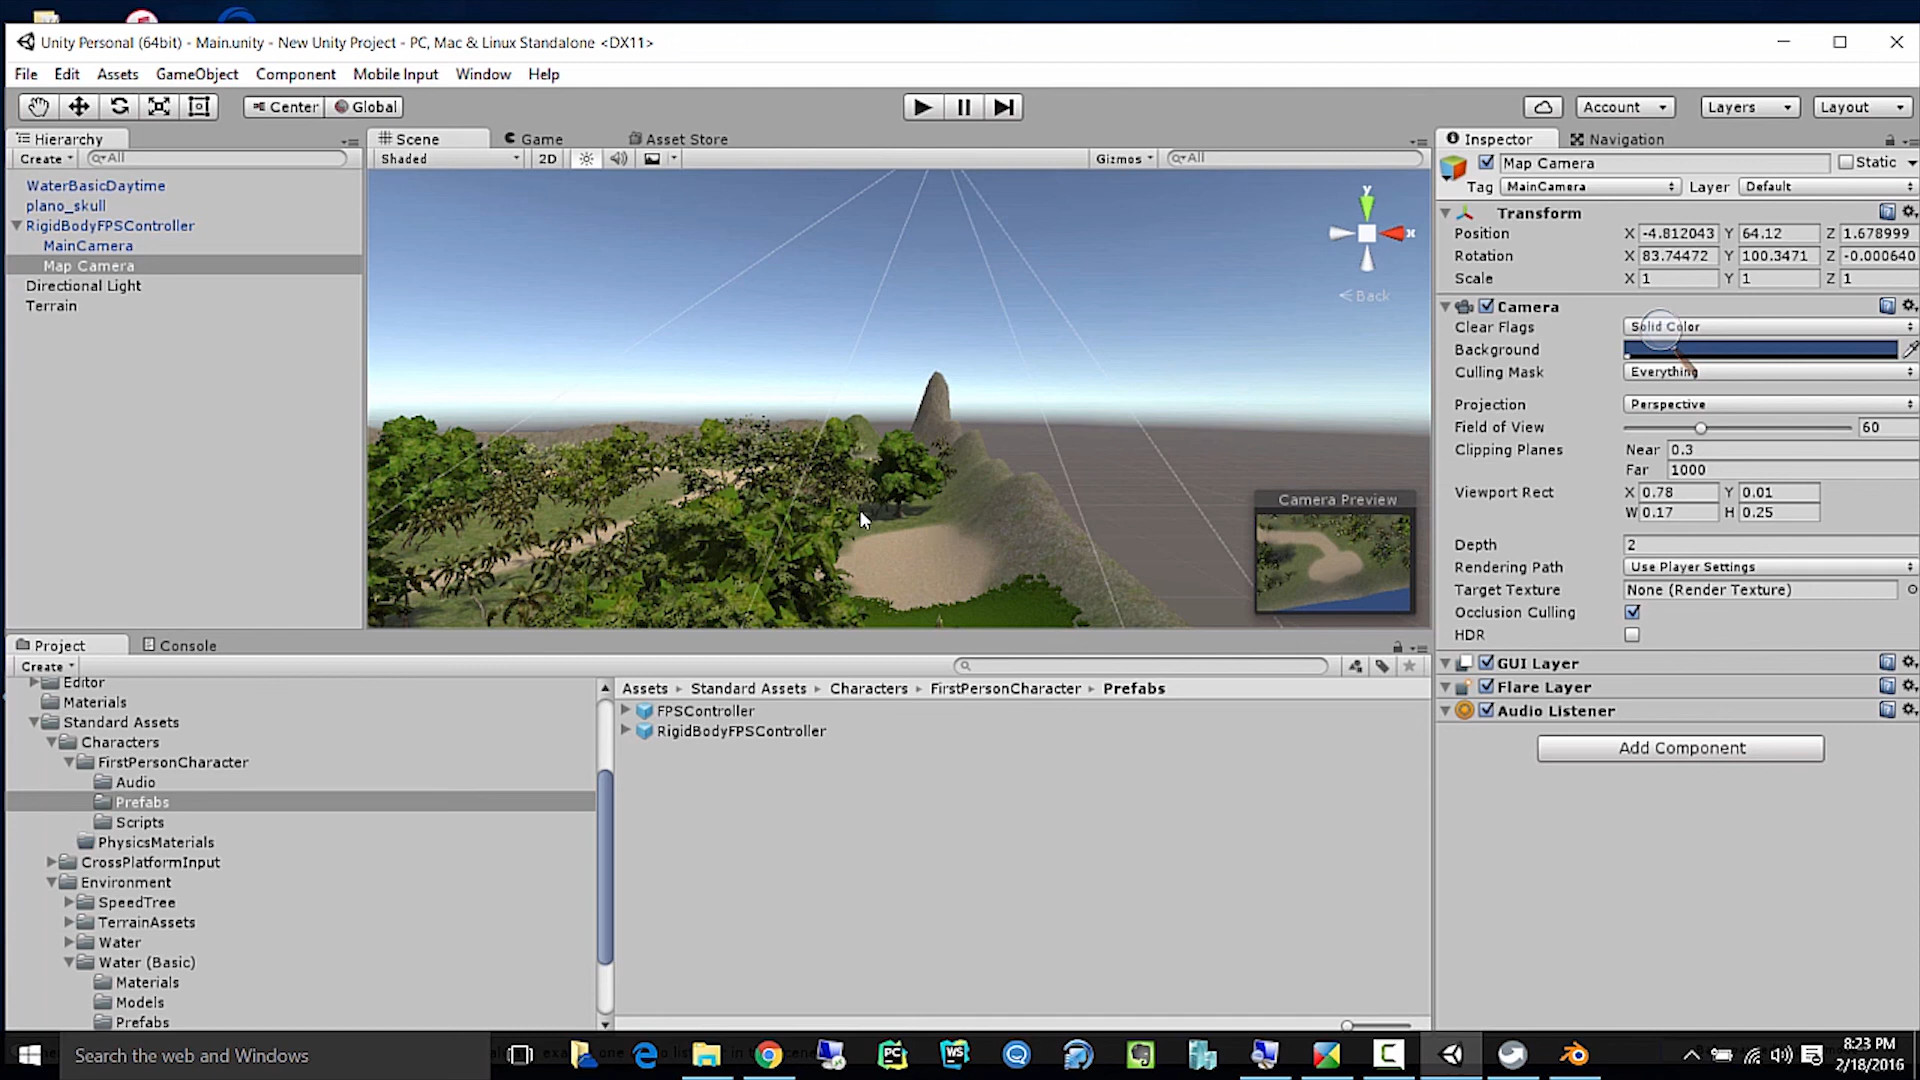 Unity Personal (64bit) - Main.unity - New Unity Project - PC, Mac & Linux Standalone <DX11>
File Edit Assets GameObject Component Mobile Input Window Help
Center Global Account Layers Layout
Hierarchy
Create All
WaterBasicDaytime
plano_skull
RigidBodyFPSController
MainCamera
Map Camera
Directional Light
Terrain
Scene Game Asset Store
Shaded 2D Gizmos All
y
x
Back
Camera Preview
Inspector Navigation
Map Camera Static
Tag MainCamera Layer Default
Transform
Position X -4.812043 Y 64.12 Z 1.678999
Rotation X 83.74472 Y 100.3471 Z -0.000640
Scale X 1 Y 1 Z 1
Camera
Clear Flags Solid Color
Background
Culling Mask Everything
Projection Perspective
Field of View 60
Clipping Planes Near 0.3
Far 1000
Viewport Rect X 0.78 Y 0.01
W 0.17 H 0.25
Depth 2
Rendering Path Use Player Settings
Target Texture None (Render Texture)
Occlusion Culling
HDR
GUI Layer
Flare Layer
Audio Listener
Add Component
Project Console
Create
Editor
Materials
Standard Assets
Characters
FirstPersonCharacter
Audio
Prefabs
Scripts
PhysicsMaterials
CrossPlatformInput
Environment
SpeedTree
TerrainAssets
Water
Water (Basic)
Materials
Models
Prefabs
Assets Standard Assets Characters FirstPersonCharacter Prefabs
FPSController
RigidBodyFPSController
Search the web and Windows
PC
WS
C
8:23 PM
2/18/2016